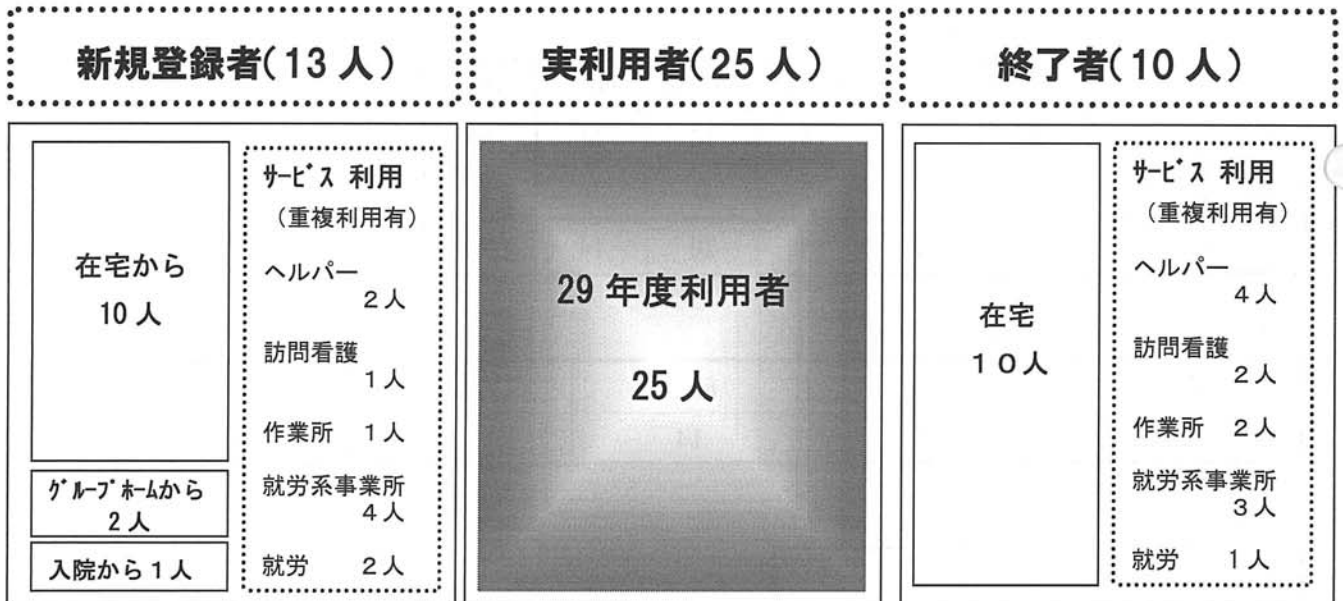 新規登録者(13人)
実利用者(25人)
終了者(10人)
在宅から
10人
グループホームから
2人
入院から1人
サービス 利用
(重複利用有)
ヘルパー
2人
訪問看護
1人
作業所 1人
就労系事業所
4人
就労 2人
29年度利用者
25人
在宅
10人
サービス 利用
(重複利用有)
ヘルパー
4人
訪問看護
2人
作業所 2人
就労系事業所
3人
就労 1人